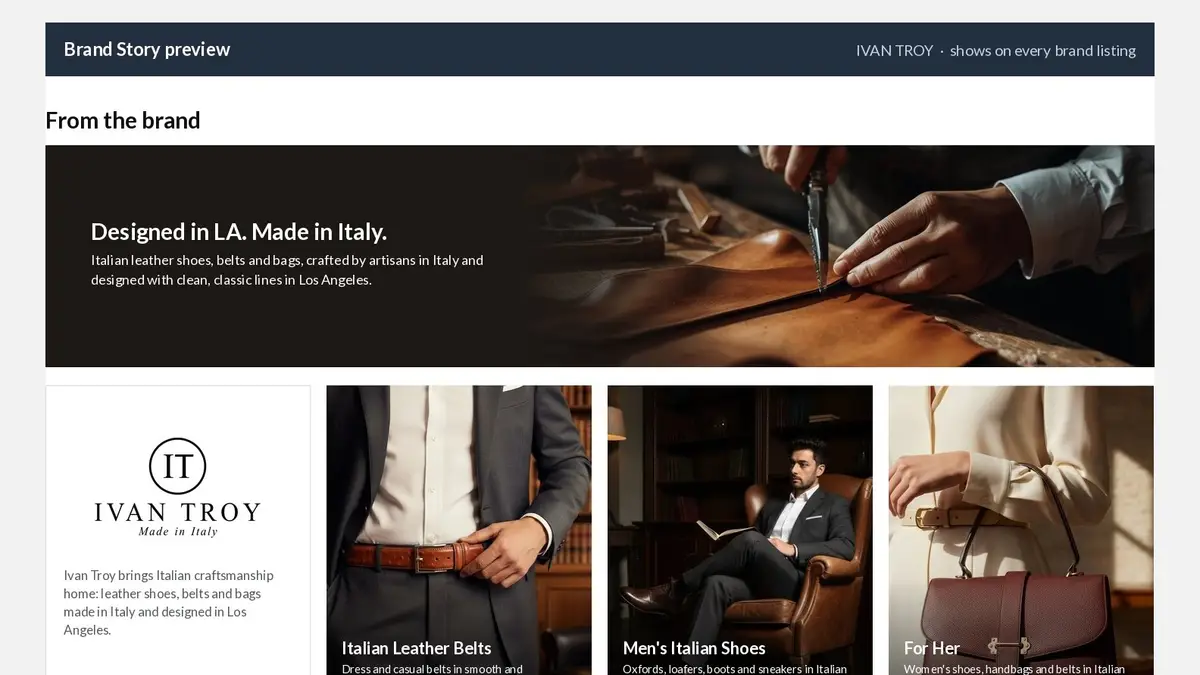 Brand Story preview
IVAN TROY · shows on every brand listing
From the brand
Designed in LA. Made in Italy.
Italian leather shoes, belts and bags, crafted by artisans in Italy and
designed with clean, classic lines in Los Angeles.
IT
IVAN TROY
Made in Italy
Ivan Troy brings Italian craftsmanship
home: leather shoes, belts and bags
made in Italy and designed in Los
Angeles.
Italian Leather Belts
Dress and casual belts in smooth and
Men's Italian Shoes
Oxfords, loafers, boots and sneakers in Italian
For Her
Women's shoes, handbags and belts in Italian